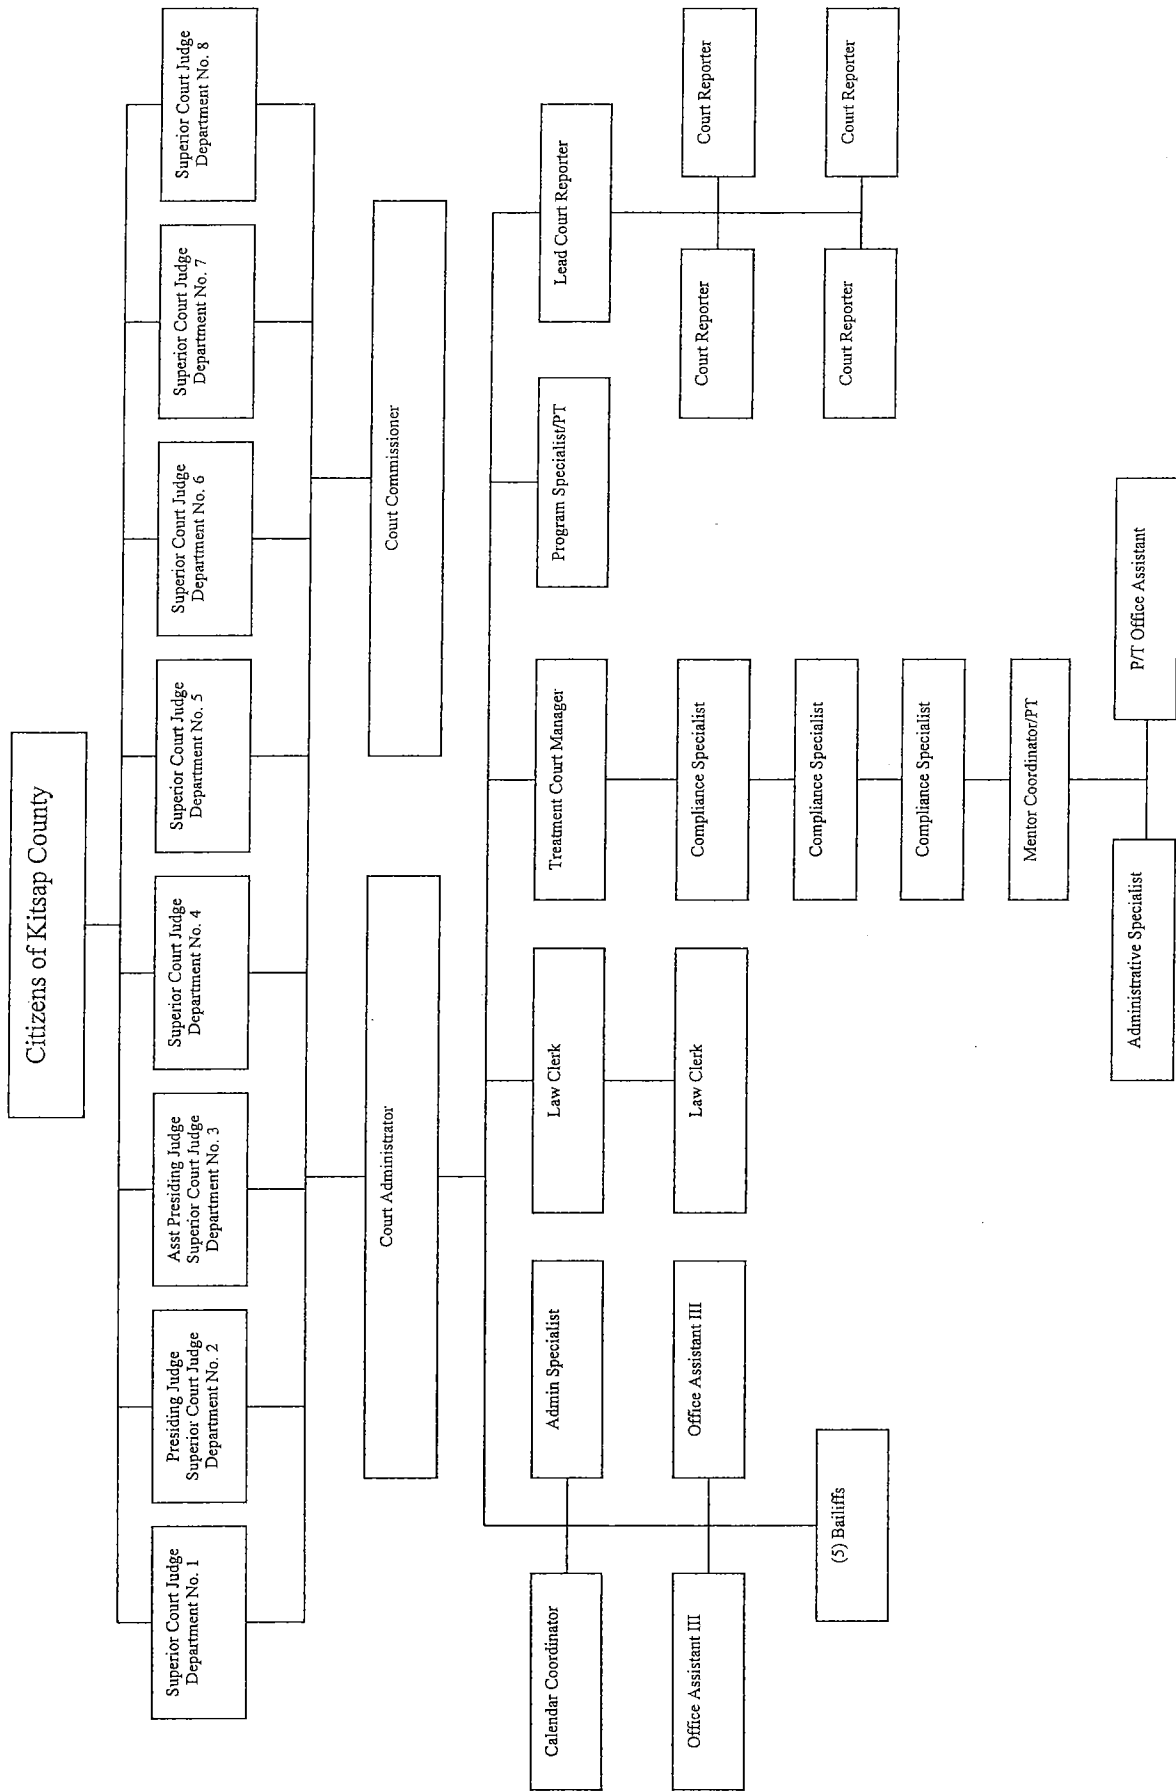 Citizens of Kitsap County
Superior Court Judge
Department No. 1
Presiding Judge
Superior Court Judge
Department No. 2
Asst Presiding Judge
Superior Court Judge
Department No. 3
Superior Court Judge
Department No. 4
Superior Court Judge
Department No. 5
Superior Court Judge
Department No. 6
Superior Court Judge
Department No. 7
Superior Court Judge
Department No. 8
Court Administrator
Court Commissioner
Calendar Coordinator
Admin Specialist
Law Clerk
Treatment Court Manager
Program Specialist/PT
Lead Court Reporter
Office Assistant III
Office Assistant III
Law Clerk
Compliance Specialist
Court Reporter
Court Reporter
(5) Bailiffs
Compliance Specialist
Court Reporter
Court Reporter
Compliance Specialist
Mentor Coordinator/PT
Administrative Specialist
P/T Office Assistant